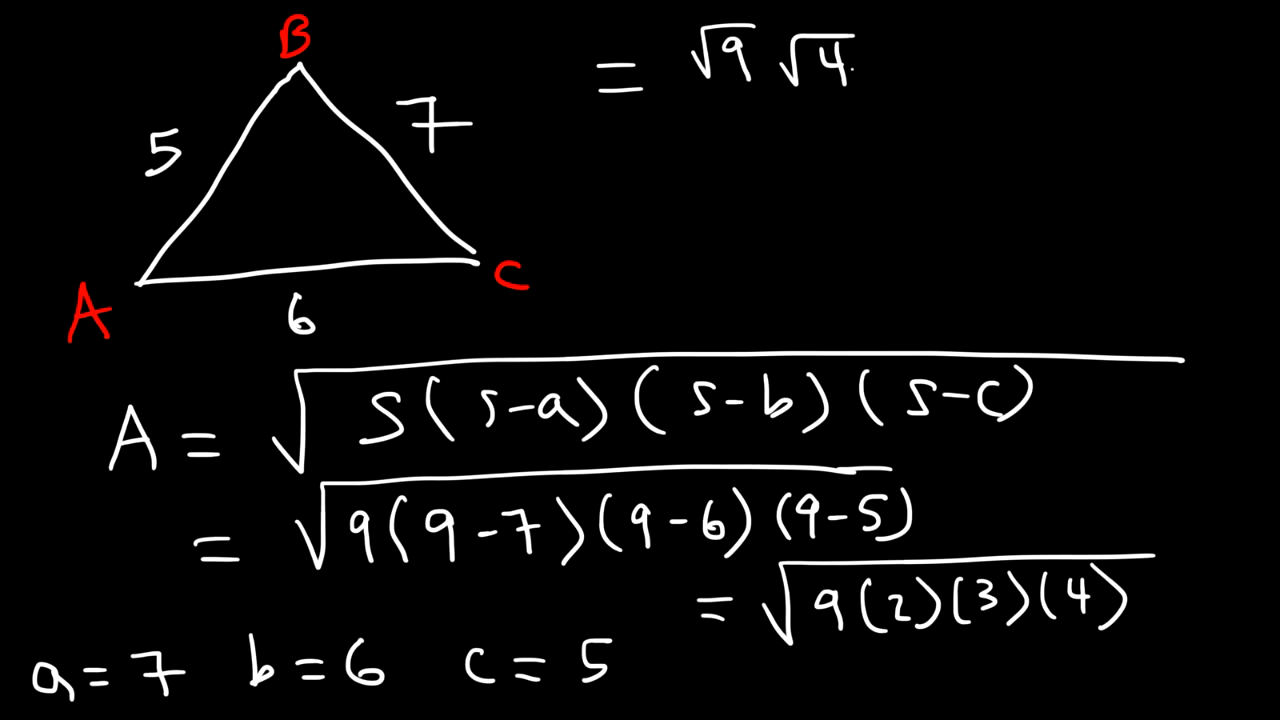 B
= √9 √4
5
7
A
C
6
A = √S(s-a)(s-b)(s-c)
= √9(9-7)(9-6)(9-5)
= √9(2)(3)(4)
a = 7 b = 6 c = 5